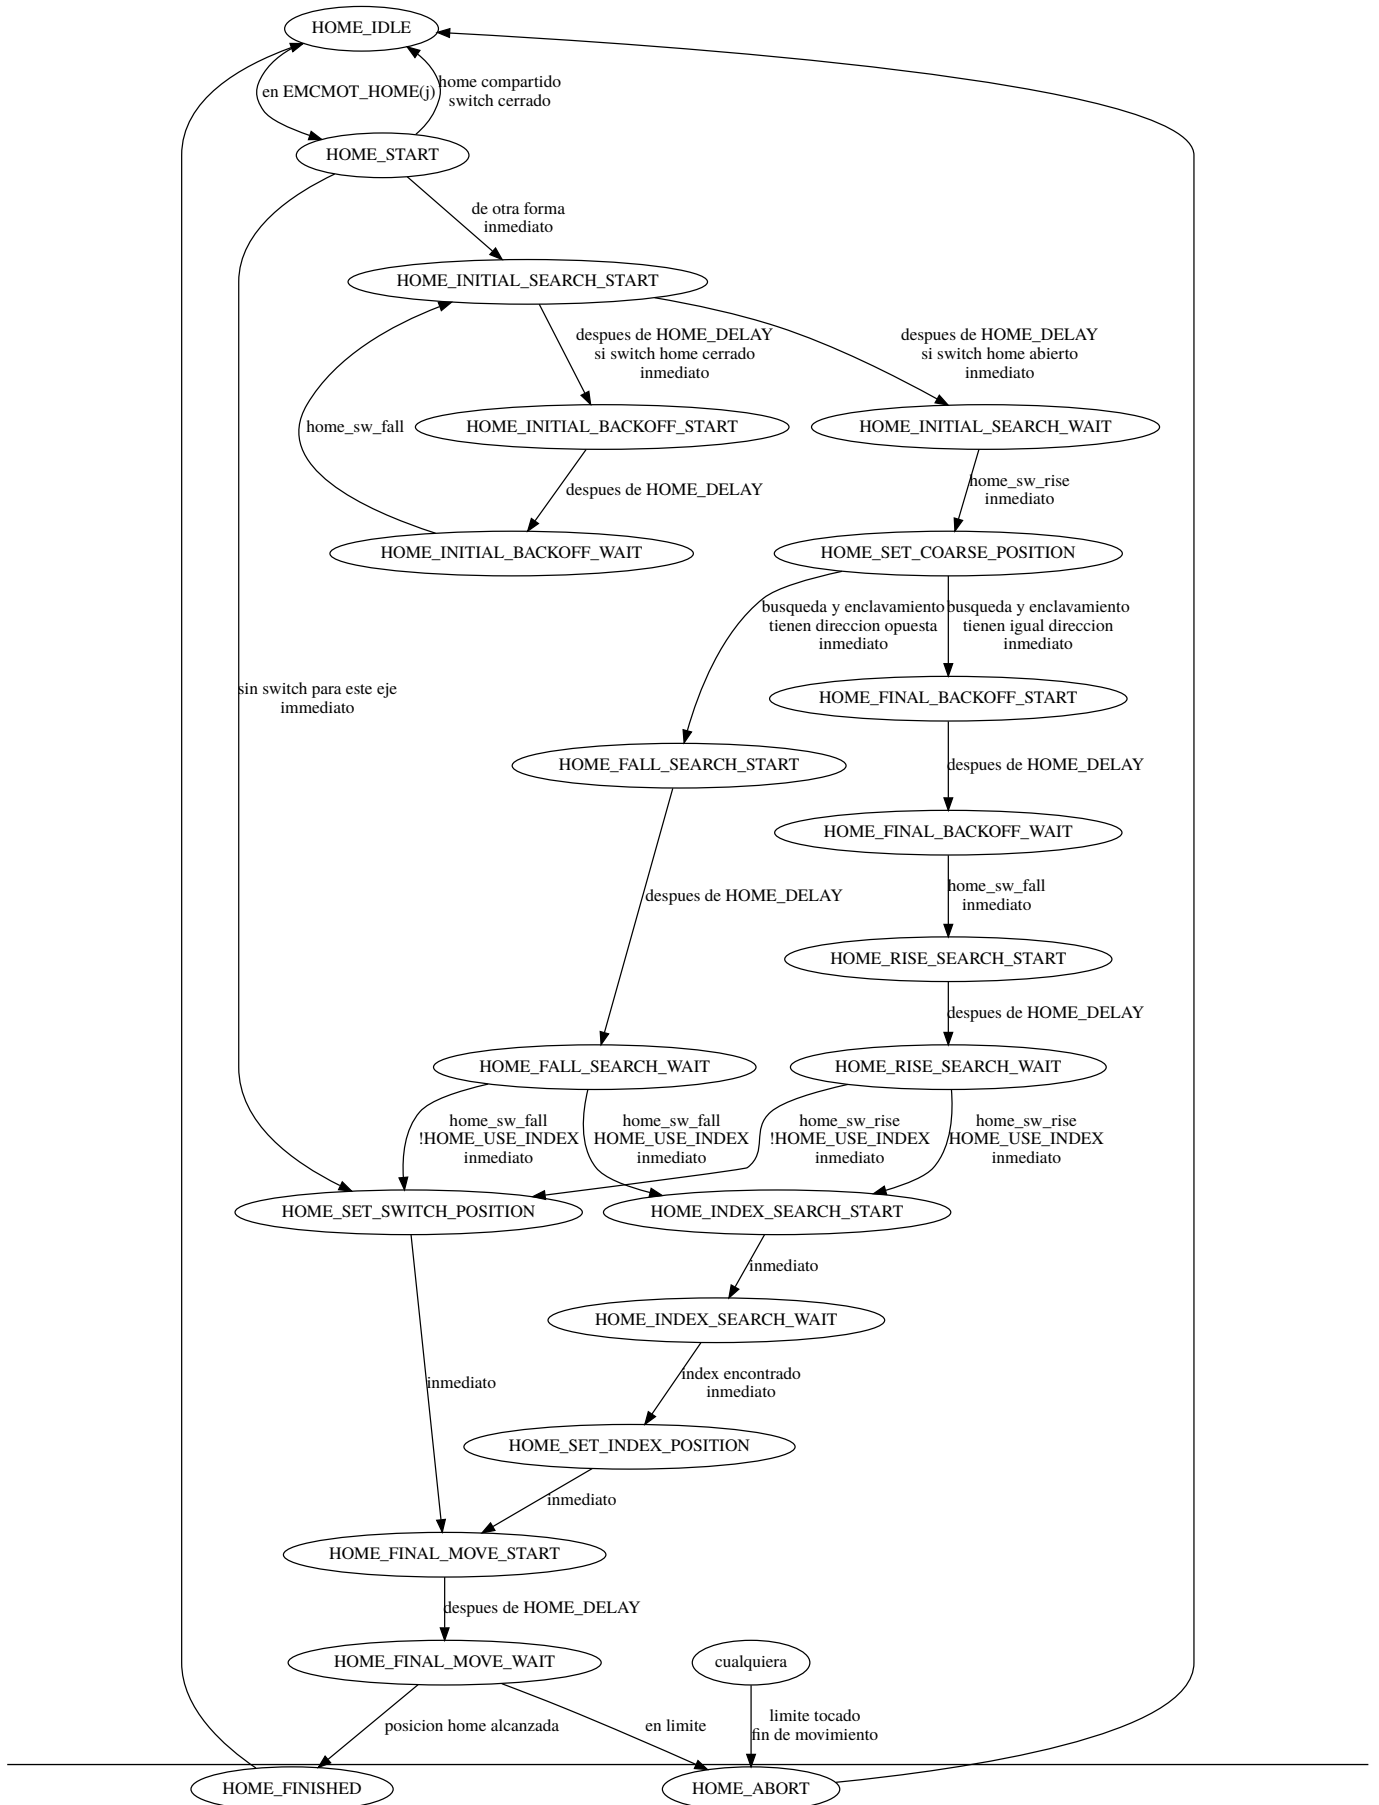 HOME_IDLE
en EMCMOT_HOME(j)
home compartido
switch cerrado
HOME_START
de otra forma
inmediato
HOME_INITIAL_SEARCH_START
despues de HOME_DELAY
si switch home cerrado
inmediato
despues de HOME_DELAY
si switch home abierto
inmediato
home_sw_fall
HOME_INITIAL_BACKOFF_START
HOME_INITIAL_SEARCH_WAIT
despues de HOME_DELAY
home_sw_rise
inmediato
HOME_INITIAL_BACKOFF_WAIT
HOME_SET_COARSE_POSITION
busqueda y enclavamiento
tienen direccion opuesta
inmediato
busqueda y enclavamiento
tienen igual direccion
inmediato
sin switch para este eje
immediato
HOME_FINAL_BACKOFF_START
HOME_FALL_SEARCH_START
despues de HOME_DELAY
HOME_FINAL_BACKOFF_WAIT
despues de HOME_DELAY
home_sw_fall
inmediato
HOME_RISE_SEARCH_START
despues de HOME_DELAY
HOME_FALL_SEARCH_WAIT
HOME_RISE_SEARCH_WAIT
home_sw_fall
!HOME_USE_INDEX
inmediato
home_sw_fall
HOME_USE_INDEX
inmediato
home_sw_rise
!HOME_USE_INDEX
inmediato
home_sw_rise
HOME_USE_INDEX
inmediato
HOME_SET_SWITCH_POSITION
HOME_INDEX_SEARCH_START
inmediato
HOME_INDEX_SEARCH_WAIT
inmediato
index encontrado
inmediato
HOME_SET_INDEX_POSITION
inmediato
HOME_FINAL_MOVE_START
despues de HOME_DELAY
HOME_FINAL_MOVE_WAIT
cualquiera
posicion home alcanzada
en limite
limite tocado
fin de movimiento
HOME_FINISHED
HOME_ABORT